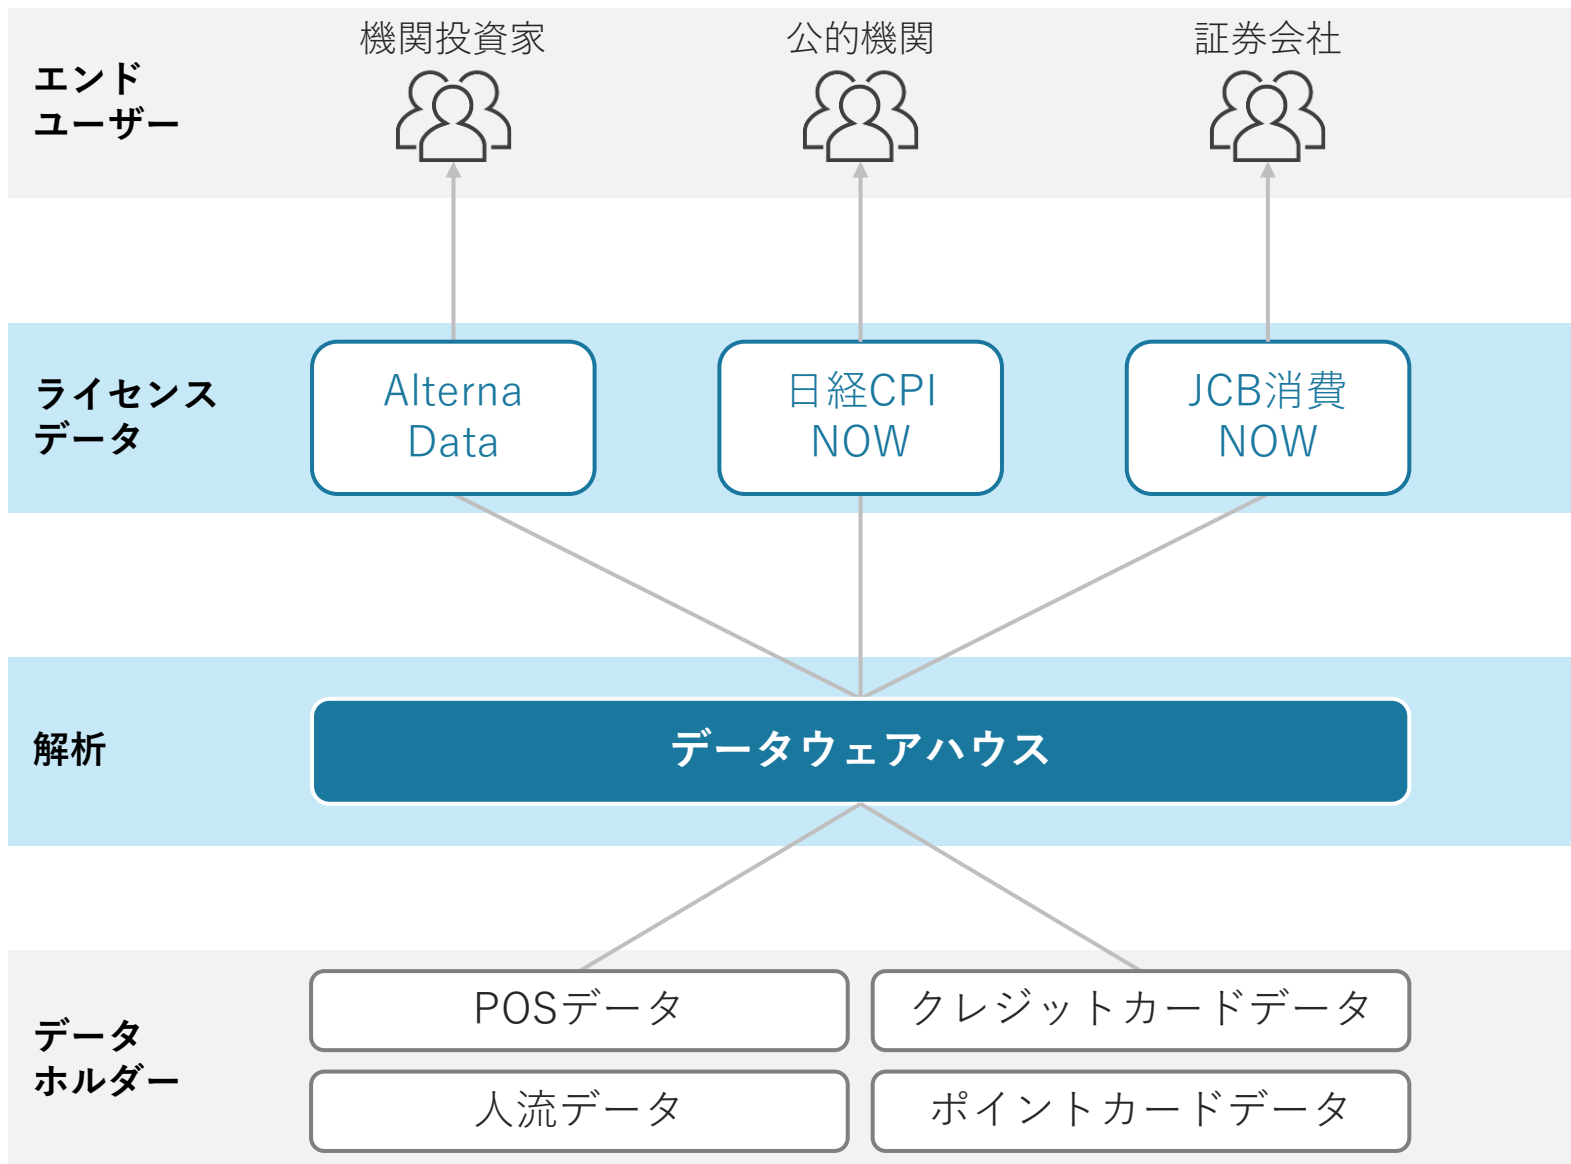 機関投資家
公的機関
証券会社
エンド
ユーザー
ライセンス
データ
Alterna
Data
日経CPI
NOW
JCB消費
NOW
解析
データウェアハウス
データ
ホルダー
POSデータ
クレジットカードデータ
人流データ
ポイントカードデータ